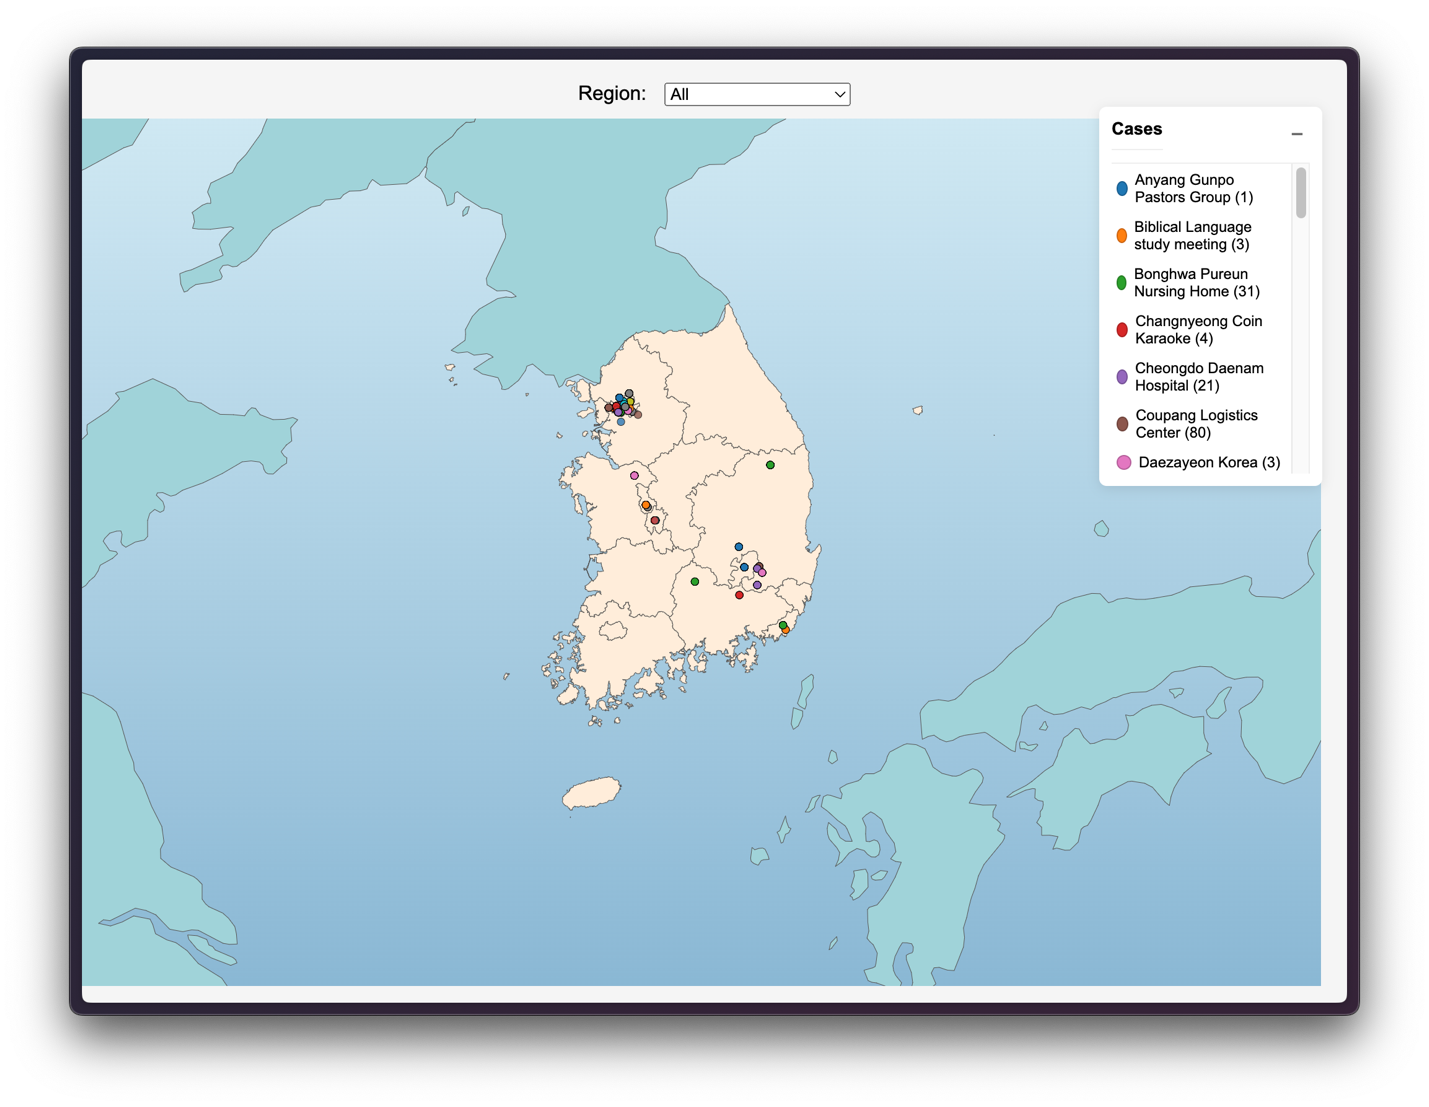 Region:
All
Cases
Anyang Gunpo
Pastors Group (1)
Biblical Language
study meeting (3)
Bonghwa Pureun
Nursing Home (31)
Changnyeong Coin
Karaoke (4)
Cheongdo Daenam
Hospital (21)
Coupang Logistics
Center (80)
Daezayeon Korea (3)